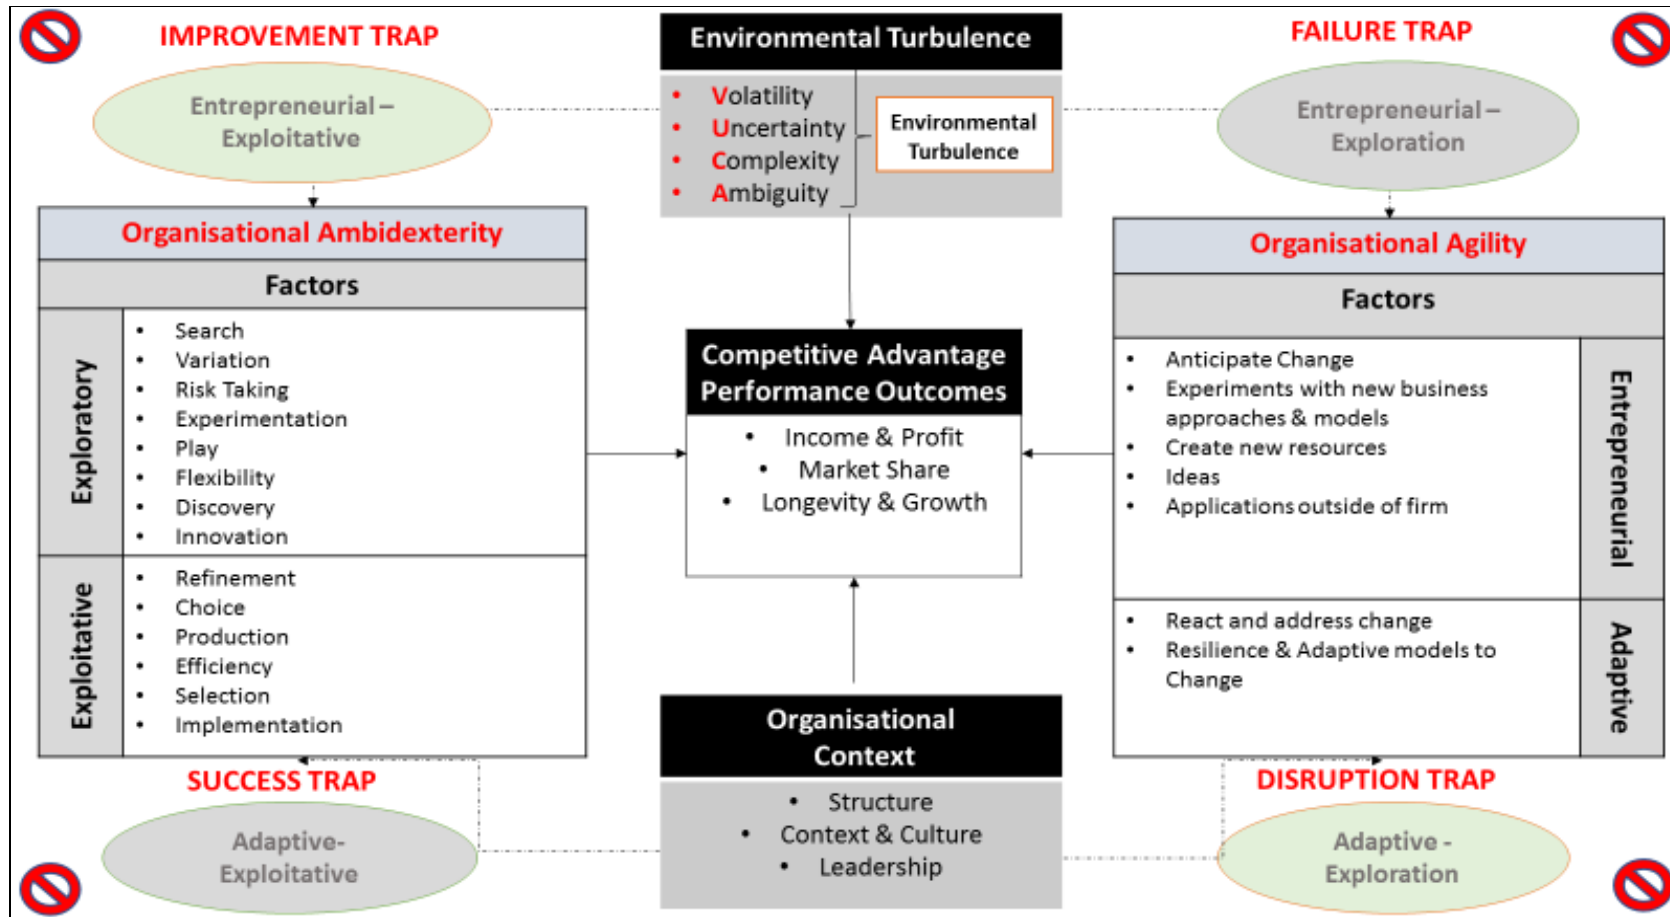 IMPROVEMENT TRAP
Entrepreneurial –
Exploitative
Environmental Turbulence
• Volatility
• Uncertainty
• Complexity
• Ambiguity
Environmental
Turbulence
FAILURE TRAP
Entrepreneurial –
Exploration
Organisational Ambidexterity
Factors
Exploratory
• Search
• Variation
• Risk Taking
• Experimentation
• Play
• Flexibility
• Discovery
• Innovation
Exploitative
• Refinement
• Choice
• Production
• Efficiency
• Selection
• Implementation
Competitive Advantage
Performance Outcomes
• Income & Profit
• Market Share
• Longevity & Growth
Organisational Agility
Factors
• Anticipate Change
• Experiments with new business
approaches & models
• Create new resources
• Ideas
• Applications outside of firm
Entrepreneurial
• React and address change
• Resilience & Adaptive models to
Change
Adaptive
SUCCESS TRAP
Adaptive-
Exploitative
Organisational
Context
• Structure
• Context & Culture
• Leadership
DISRUPTION TRAP
Adaptive -
Exploration